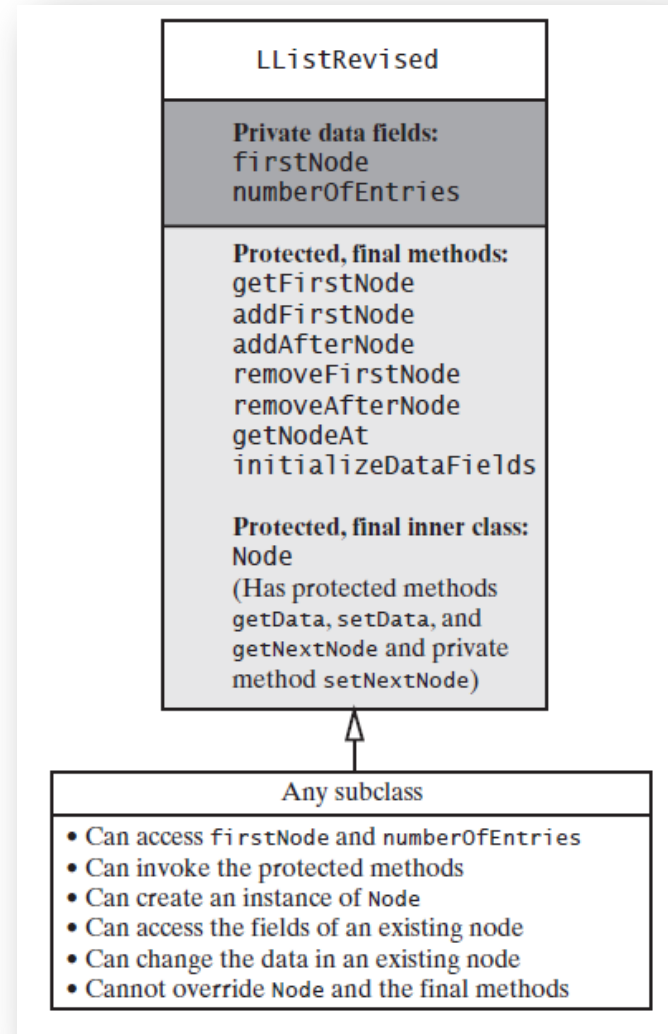 LListRevised
Private data fields:
firstNode
numberOfEntries
Protected, final methods:
getFirstNode
addFirstNode
addAfterNode
removeFirstNode
removeAfterNode
getNodeAt
initializeDataFields
Protected, final inner class:
Node
(Has protected methods
getData, setData, and
getNextNode and private
method setNextNode)
Any subclass
• Can access firstNode and numberOfEntries
• Can invoke the protected methods
• Can create an instance of Node
• Can access the fields of an existing node
• Can change the data in an existing node
• Cannot override Node and the final methods